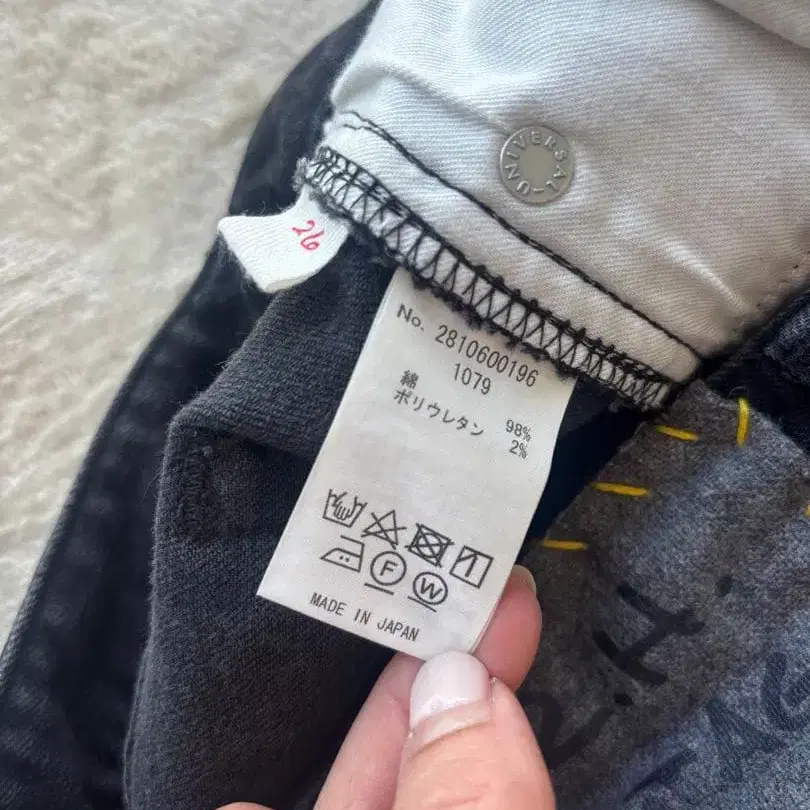 UNIVERSAL
26
No. 2810600196
1079
綿 98%
ポリウレタン 2%
F W
MADE IN JAPAN